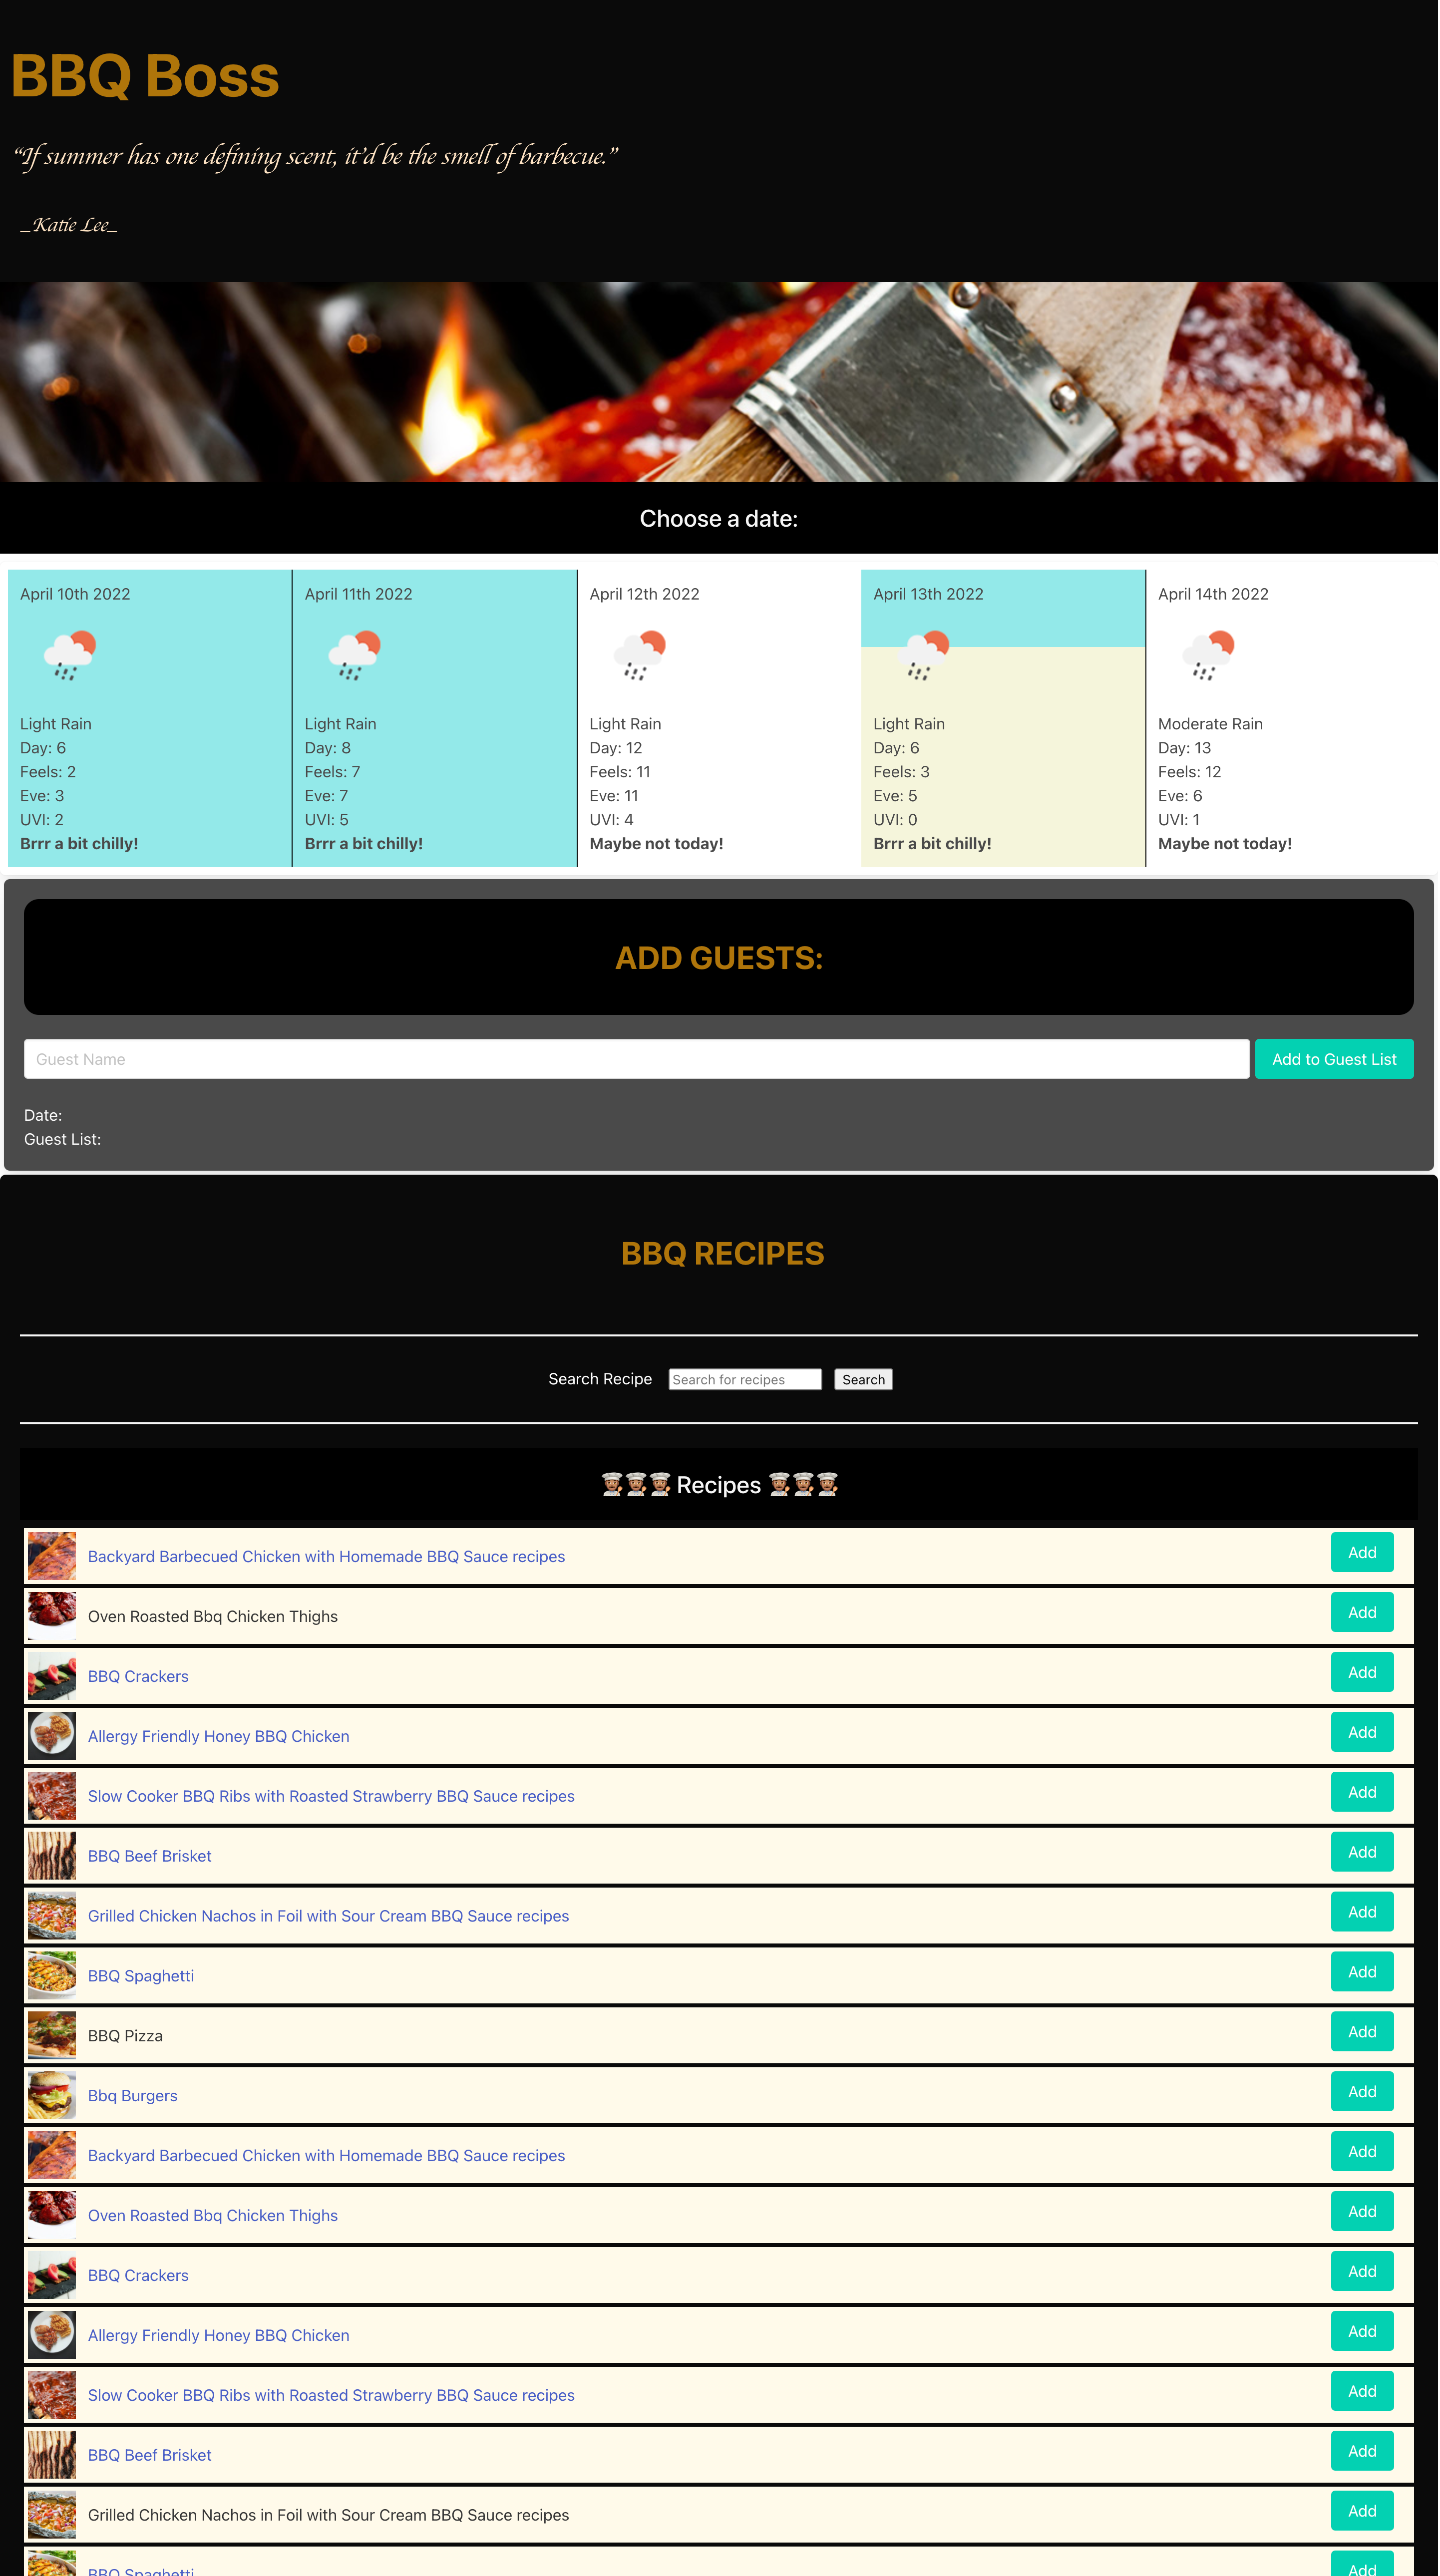 BBQ Boss
“If summer has one defining scent, it’d be the smell of barbecue.”
_Katie Lee_
Choose a date:
April 10th 2022
Light Rain
Day: 6
Feels: 2
Eve: 3
UVI: 2
Brrr a bit chilly!
April 11th 2022
Light Rain
Day: 8
Feels: 7
Eve: 7
UVI: 5
Brrr a bit chilly!
April 12th 2022
Light Rain
Day: 12
Feels: 11
Eve: 11
UVI: 4
Maybe not today!
April 13th 2022
Light Rain
Day: 6
Feels: 3
Eve: 5
UVI: 0
Brrr a bit chilly!
April 14th 2022
Moderate Rain
Day: 13
Feels: 12
Eve: 6
UVI: 1
Maybe not today!
ADD GUESTS:
Guest Name
Add to Guest List
Date:
Guest List:
BBQ RECIPES
Search Recipe Search for recipes Search
Recipes
Backyard Barbecued Chicken with Homemade BBQ Sauce recipes Add
Oven Roasted Bbq Chicken Thighs Add
BBQ Crackers Add
Allergy Friendly Honey BBQ Chicken Add
Slow Cooker BBQ Ribs with Roasted Strawberry BBQ Sauce recipes Add
BBQ Beef Brisket Add
Grilled Chicken Nachos in Foil with Sour Cream BBQ Sauce recipes Add
BBQ Spaghetti Add
BBQ Pizza Add
Bbq Burgers Add
Backyard Barbecued Chicken with Homemade BBQ Sauce recipes Add
Oven Roasted Bbq Chicken Thighs Add
BBQ Crackers Add
Allergy Friendly Honey BBQ Chicken Add
Slow Cooker BBQ Ribs with Roasted Strawberry BBQ Sauce recipes Add
BBQ Beef Brisket Add
Grilled Chicken Nachos in Foil with Sour Cream BBQ Sauce recipes Add
BBQ Spaghetti Add